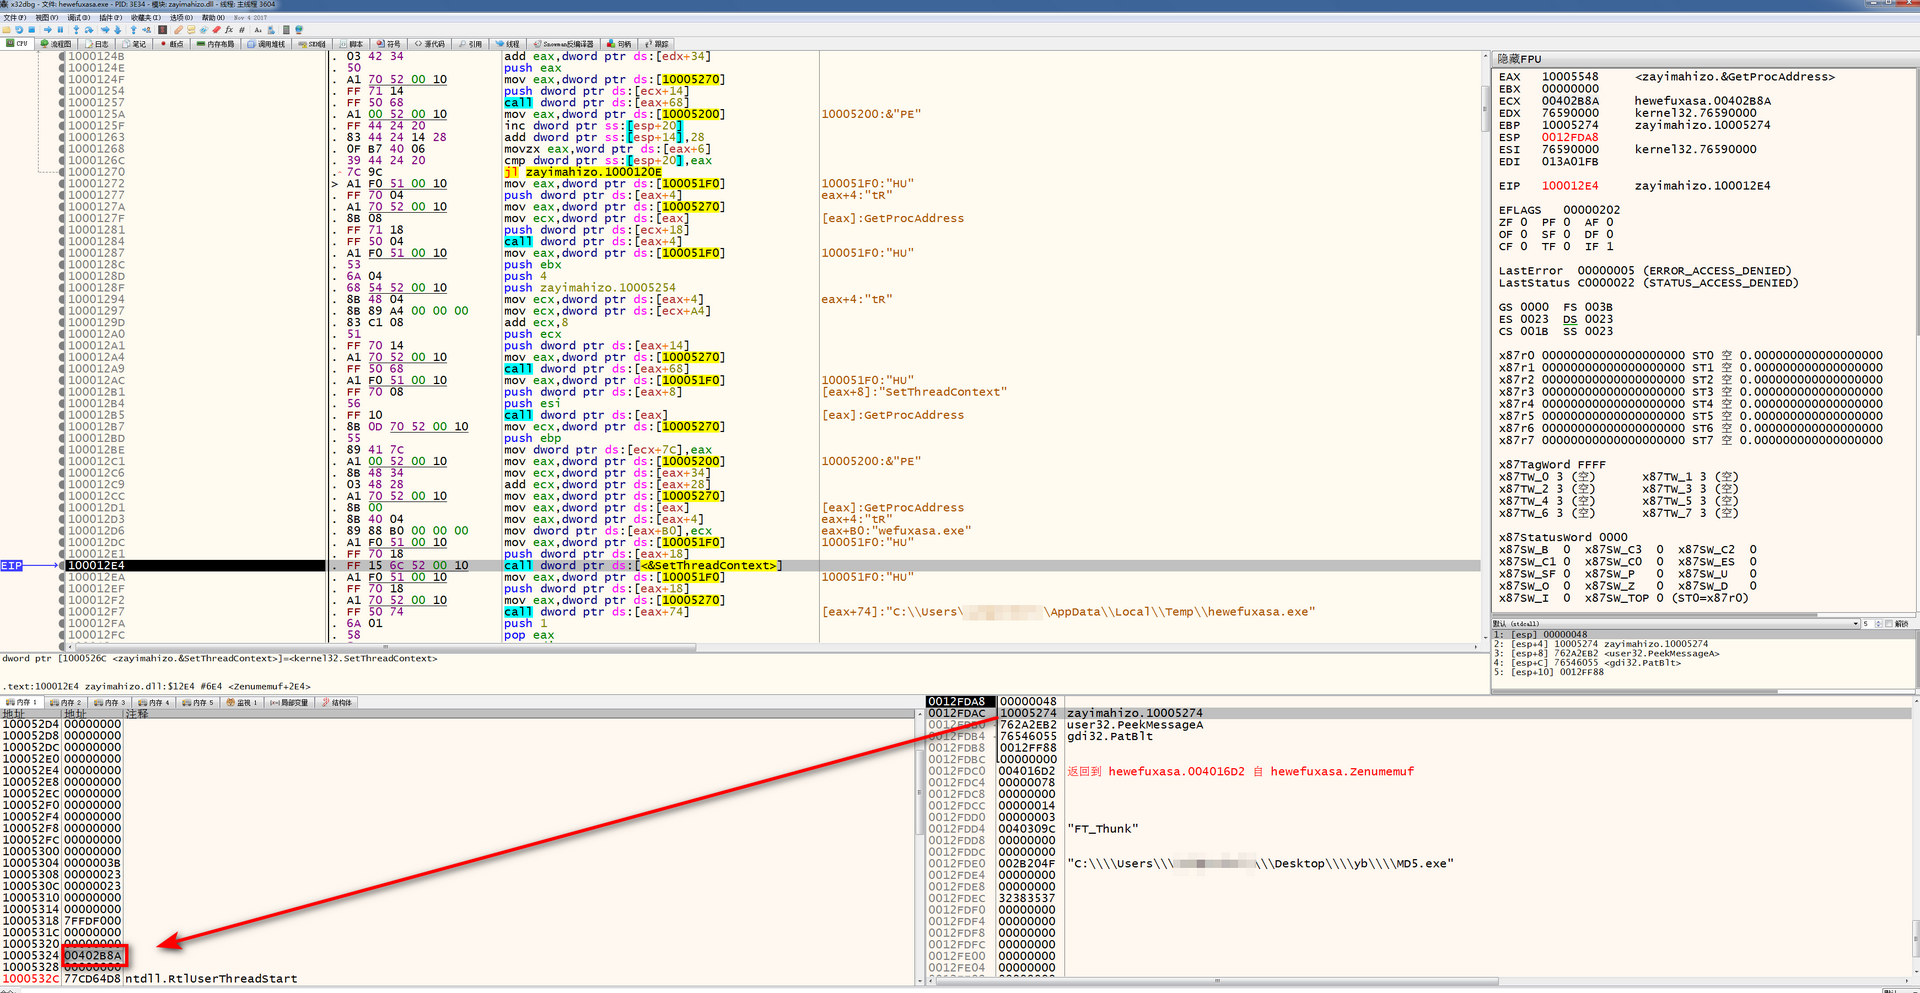 x32dbg - 文件: hewefuxasa.exe - PID: 3E34 - 模块: zayimahizo.dll - 线程: 主线程 3604
文件(F) 视图(V) 调试(D) 插件(P) 收藏夹(I) 选项(O) 帮助(H) Nov 4 2017
CPU 流程图 日志 笔记 断点 内存布局 调用堆栈 SEH链 脚本 符号 源代码 引用 线程 Snowman反编译器 句柄 跟踪
1000124B . 03 42 34 add eax,dword ptr ds:[edx+34]
1000124E . 50 push eax
1000124F . A1 70 52 00 10 mov eax,dword ptr ds:[10005270]
10001254 . FF 71 14 push dword ptr ds:[ecx+14]
10001257 . FF 50 68 call dword ptr ds:[eax+68]
1000125A . A1 00 52 00 10 mov eax,dword ptr ds:[10005200] 10005200:&"PE"
1000125F . FF 44 24 20 inc dword ptr ss:[esp+20]
10001263 . 83 44 24 14 28 add dword ptr ss:[esp+14],28
10001268 . 0F B7 40 06 movzx eax,word ptr ds:[eax+6]
1000126C . 39 44 24 20 cmp dword ptr ss:[esp+20],eax
10001270 .- 7C 9C jl zayimahizo.1000120E
10001272 > A1 F0 51 00 10 mov eax,dword ptr ds:[100051F0] 100051F0:"HU"
10001277 . FF 70 04 push dword ptr ds:[eax+4] eax+4:"tR"
1000127A . A1 70 52 00 10 mov eax,dword ptr ds:[10005270]
1000127F . 8B 08 mov ecx,dword ptr ds:[eax] [eax]:GetProcAddress
10001281 . FF 71 18 push dword ptr ds:[ecx+18]
10001284 . FF 50 04 call dword ptr ds:[eax+4]
10001287 . A1 F0 51 00 10 mov eax,dword ptr ds:[100051F0] 100051F0:"HU"
1000128C . 53 push ebx
1000128D . 6A 04 push 4
1000128F . 68 54 52 00 10 push zayimahizo.10005254
10001294 . 8B 48 04 mov ecx,dword ptr ds:[eax+4] eax+4:"tR"
10001297 . 8B 89 A4 00 00 00 mov ecx,dword ptr ds:[ecx+A4]
1000129D . 83 C1 08 add ecx,8
100012A0 . 51 push ecx
100012A1 . FF 70 14 push dword ptr ds:[eax+14]
100012A4 . A1 70 52 00 10 mov eax,dword ptr ds:[10005270]
100012A9 . FF 50 68 call dword ptr ds:[eax+68]
100012AC . A1 F0 51 00 10 mov eax,dword ptr ds:[100051F0] 100051F0:"HU"
100012B1 . FF 70 08 push dword ptr ds:[eax+8] [eax+8]:"SetThreadContext"
100012B4 . 56 push esi
100012B5 . FF 10 call dword ptr ds:[eax] [eax]:GetProcAddress
100012B7 . 8B 0D 70 52 00 10 mov ecx,dword ptr ds:[10005270]
100012BD . 55 push ebp
100012BE . 89 41 7C mov dword ptr ds:[ecx+7C],eax
100012C1 . A1 00 52 00 10 mov eax,dword ptr ds:[10005200] 10005200:&"PE"
100012C6 . 8B 48 34 mov ecx,dword ptr ds:[eax+34]
100012C9 . 03 48 28 add ecx,dword ptr ds:[eax+28]
100012CC . A1 70 52 00 10 mov eax,dword ptr ds:[10005270]
100012D1 . 8B 00 mov eax,dword ptr ds:[eax] [eax]:GetProcAddress
100012D3 . 8B 40 04 mov eax,dword ptr ds:[eax+4] eax+4:"tR"
100012D6 . 89 88 B0 00 00 00 mov dword ptr ds:[eax+B0],ecx eax+B0:"wefuxasa.exe"
100012DC . A1 F0 51 00 10 mov eax,dword ptr ds:[100051F0] 100051F0:"HU"
100012E1 . FF 70 18 push dword ptr ds:[eax+18]
EIP 100012E4 . FF 15 6C 52 00 10 call dword ptr ds:[<&SetThreadContext>]
100012EA . A1 F0 51 00 10 mov eax,dword ptr ds:[100051F0] 100051F0:"HU"
100012EF . FF 70 18 push dword ptr ds:[eax+18]
100012F2 . A1 70 52 00 10 mov eax,dword ptr ds:[10005270]
100012F7 . FF 50 74 call dword ptr ds:[eax+74] [eax+74]:"C:\\Users\ \AppData\\Local\\Temp\\hewefuxasa.exe"
100012FA . 6A 01 push 1
100012FC . 58 pop eax
dword ptr [1000526C <zayimahizo.&SetThreadContext>]=<kernel32.SetThreadContext>
.text:100012E4 zayimahizo.dll:$12E4 #6E4 <Zenumemuf+2E4>
隐藏FPU
EAX 10005548 <zayimahizo.&GetProcAddress>
EBX 00000000
ECX 00402B8A hewefuxasa.00402B8A
EDX 76590000 kernel32.76590000
EBP 10005274 zayimahizo.10005274
ESP 0012FDA8
ESI 76590000 kernel32.76590000
EDI 013A01FB
EIP 100012E4 zayimahizo.100012E4
EFLAGS 00000202
ZF 0 PF 0 AF 0
OF 0 SF 0 DF 0
CF 0 TF 0 IF 1
LastError 00000005 (ERROR_ACCESS_DENIED)
LastStatus C0000022 (STATUS_ACCESS_DENIED)
GS 0000 FS 003B
ES 0023 DS 0023
CS 001B SS 0023
x87r0 00000000000000000000 ST0 空 0.000000000000000000
x87r1 00000000000000000000 ST1 空 0.000000000000000000
x87r2 00000000000000000000 ST2 空 0.000000000000000000
x87r3 00000000000000000000 ST3 空 0.000000000000000000
x87r4 00000000000000000000 ST4 空 0.000000000000000000
x87r5 00000000000000000000 ST5 空 0.000000000000000000
x87r6 00000000000000000000 ST6 空 0.000000000000000000
x87r7 00000000000000000000 ST7 空 0.000000000000000000
x87TagWord FFFF
x87TW_0 3 (空) x87TW_1 3 (空)
x87TW_2 3 (空) x87TW_3 3 (空)
x87TW_4 3 (空) x87TW_5 3 (空)
x87TW_6 3 (空) x87TW_7 3 (空)
x87StatusWord 0000
x87SW_B 0 x87SW_C3 0 x87SW_C2 0
x87SW_C1 0 x87SW_C0 0 x87SW_ES 0
x87SW_SF 0 x87SW_P 0 x87SW_U 0
x87SW_O 0 x87SW_Z 0 x87SW_D 0
x87SW_I 0 x87SW_TOP 0 (ST0=x87r0)
默认 (stdcall) 5 解锁
1: [esp] 00000048
2: [esp+4] 10005274 zayimahizo.10005274
3: [esp+8] 762A2EB2 <user32.PeekMessageA>
4: [esp+C] 76546055 <gdi32.PatBlt>
5: [esp+10] 0012FF88
内存 1 内存 2 内存 3 内存 4 内存 5 监视 1 局部变量 结构体
地址 地址 注释
100052D4 00000000
100052D8 00000000
100052DC 00000000
100052E0 00000000
100052E4 00000000
100052E8 00000000
100052EC 00000000
100052F0 00000000
100052F4 00000000
100052F8 00000000
100052FC 00000000
10005300 00000000
10005304 0000003B
10005308 00000023
1000530C 00000023
10005310 00000000
10005314 00000000
10005318 7FFDF000
1000531C 00000000
10005320 00000000
10005324 00402B8A
10005328 00000000
1000532C 77CD64D8 ntdll.RtlUserThreadStart
0012FDA8 00000048
0012FDAC 10005274 zayimahizo.10005274
0012FDB0 762A2EB2 user32.PeekMessageA
0012FDB4 76546055 gdi32.PatBlt
0012FDB8 0012FF88
0012FDBC 00000000
0012FDC0 004016D2 返回到 hewefuxasa.004016D2 自 hewefuxasa.Zenumemuf
0012FDC4 00000078
0012FDC8 00000000
0012FDCC 00000014
0012FDD0 00000003
0012FDD4 0040309C "FT_Thunk"
0012FDD8 00000000
0012FDDC 00000000
0012FDE0 002B204F "C:\\\\Users\\\ \\\Desktop\\\\yb\\\\MD5.exe"
0012FDE4 00000000
0012FDE8 00000000
0012FDEC 32383537
0012FDF0 00000000
0012FDF4 00000000
0012FDF8 00000000
0012FDFC 00000000
0012FE00 00000000
0012FE04 00000000